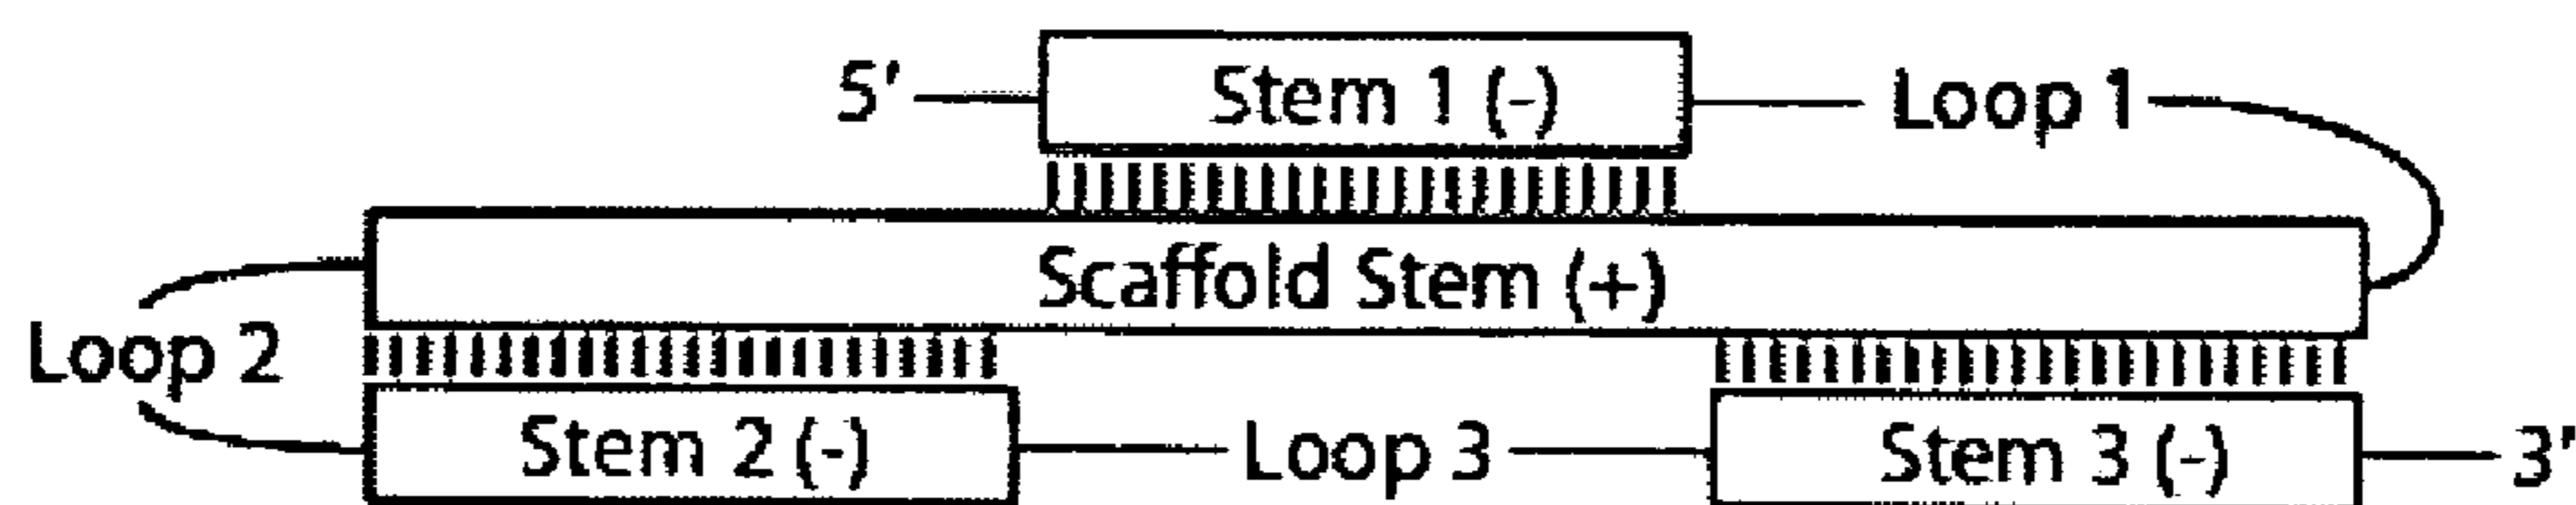 5' Stem 1 (-) Loop 1
Scaffold Stem (+)
Loop 2
Stem 2 (-) Loop 3 Stem 3 (-) 3'